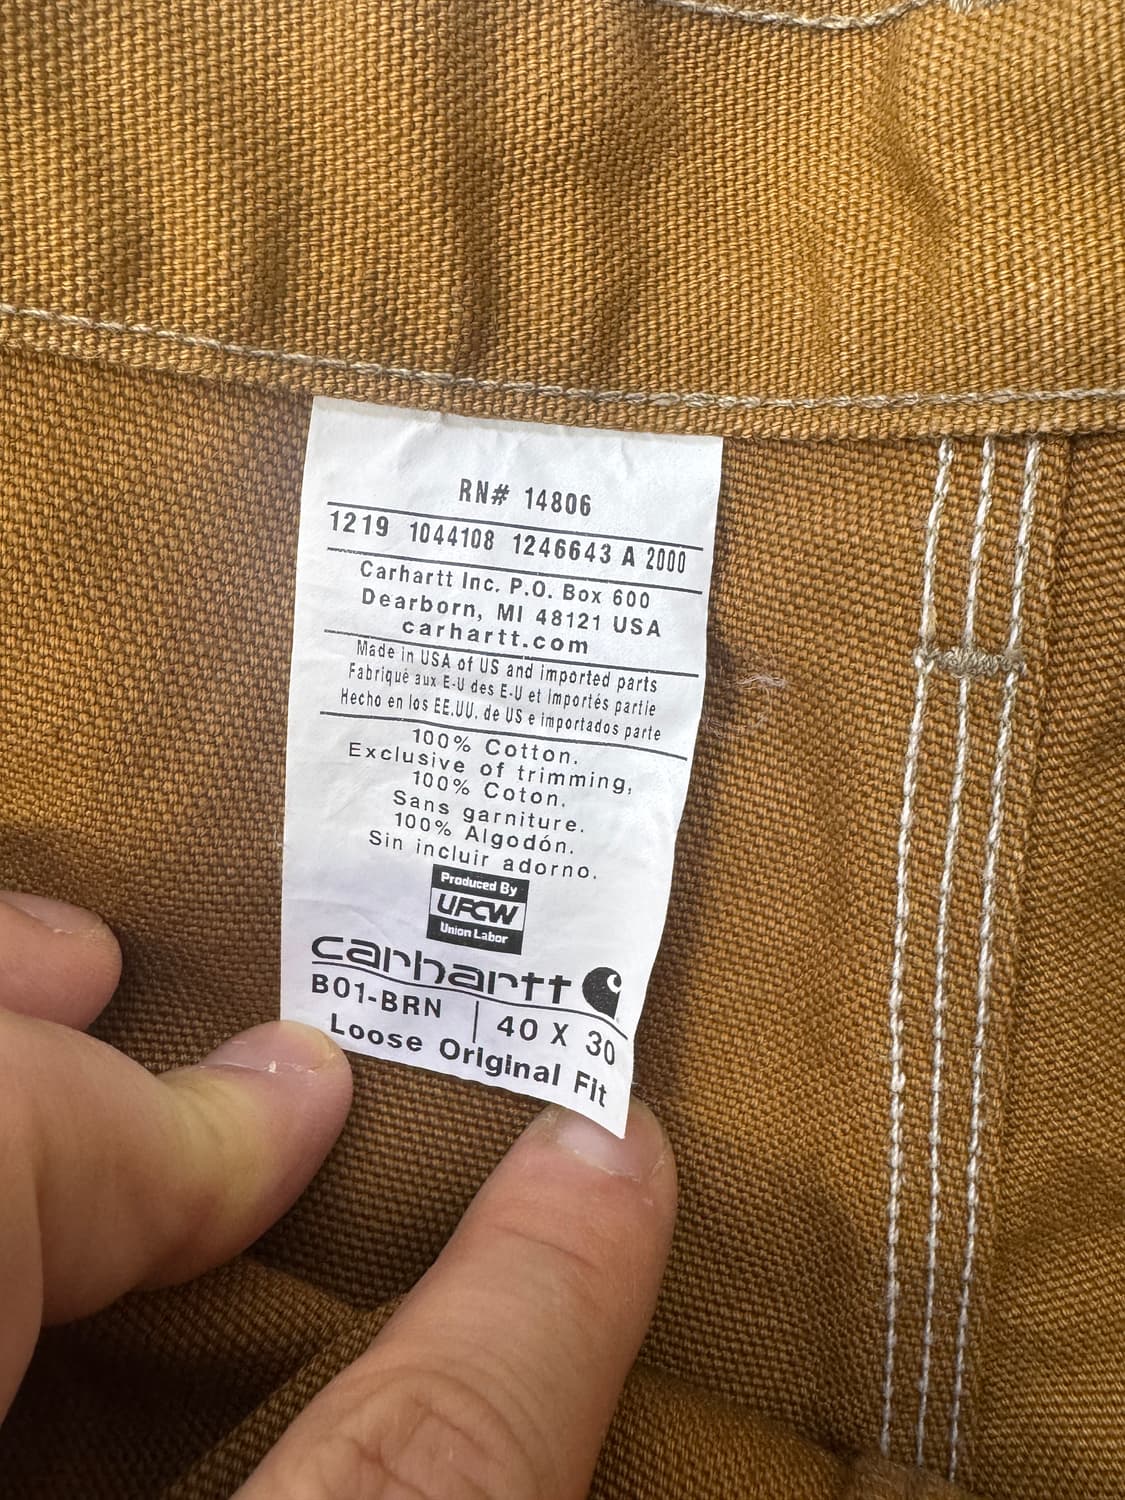 RN# 14806
1219 1044108 1246643 A 2000
Carhartt Inc. P.O. Box 600
Dearborn, MI 48121 USA
carhartt.com
Made in USA of US and imported parts
Fabriqué aux E-U des E-U et Importés partie
Hecho en los EE.UU. de US e importados parte
100% Cotton.
Exclusive of trimming,
100% Coton.
Sans garniture.
100% Algodón.
Sin incluir adorno.
Produced By
UFCW
Union Labor
carhartt
B01-BRN | 40 X 30
Loose Original Fit